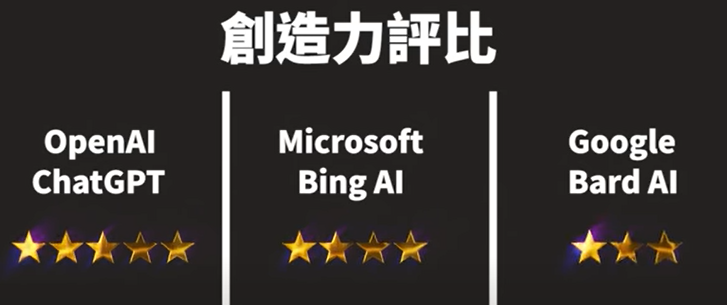 創造力評比
OpenAI
ChatGPT
Microsoft
Bing AI
Google
Bard AI